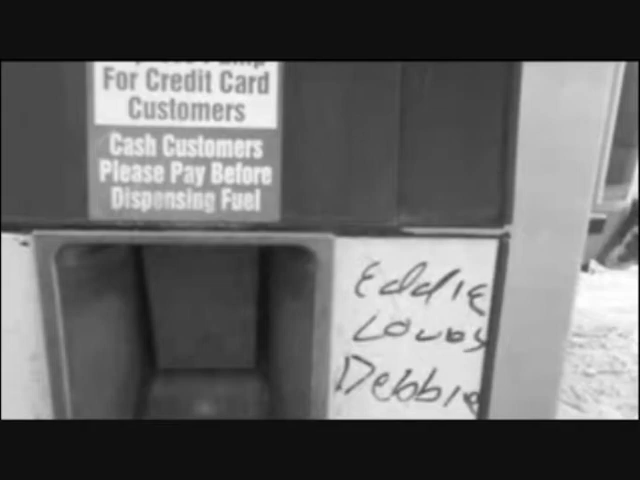 For Credit Card
Customers
Cash Customers
Please Pay Before
Dispensing Fuel
Eddie
Loves
Debbie